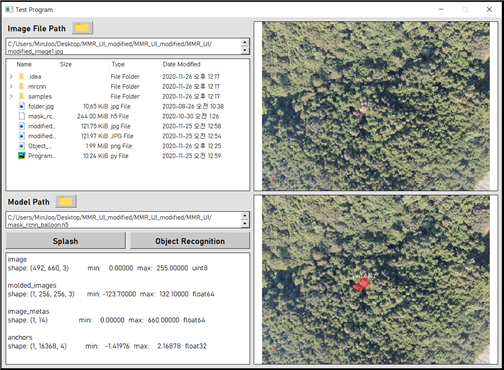 Test Program
Image File Path
C:/Users/MinJoo/Desktop/MMR_UI_modified/MMR_UI_modified/MMR_UI/
modified_image1.jpg
Name Size Type Date Modified
.idea File Folder 2020-11-26 오후 12:17
mrcnn File Folder 2020-11-26 오후 12:17
samples File Folder 2020-11-26 오후 12:17
folder.jpg 10.65 KiB jpg File 2020-08-26 오전 10:38
mask_rc... 244.00 MiB h5 File 2020-10-30 오전 1:26
modified... 121.75 KiB jpg File 2020-11-25 오전 12:58
modified... 121.97 KiB JPG File 2020-11-25 오전 12:54
Object_... 1.99 MiB png File 2020-11-26 오후 12:25
Program... 10.24 KiB py File 2020-11-25 오전 12:59
Model Path
C:/Users/MinJoo/Desktop/MMR_UI_modified/MMR_UI_modified/MMR_UI/
mask_rcnn_balloon.h5
Splash Object Recognition
image
shape: (492, 660, 3) min: 0.00000 max: 255.00000 uint8
molded_images
shape: (1, 256, 256, 3) min: -123.70000 max: 132.10000 float64
image_metas
shape: (1, 14) min: 0.00000 max: 660.00000 float64
anchors
shape: (1, 16368, 4) min: -1.41976 max: 2.16878 float32